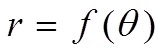 r = f(θ)